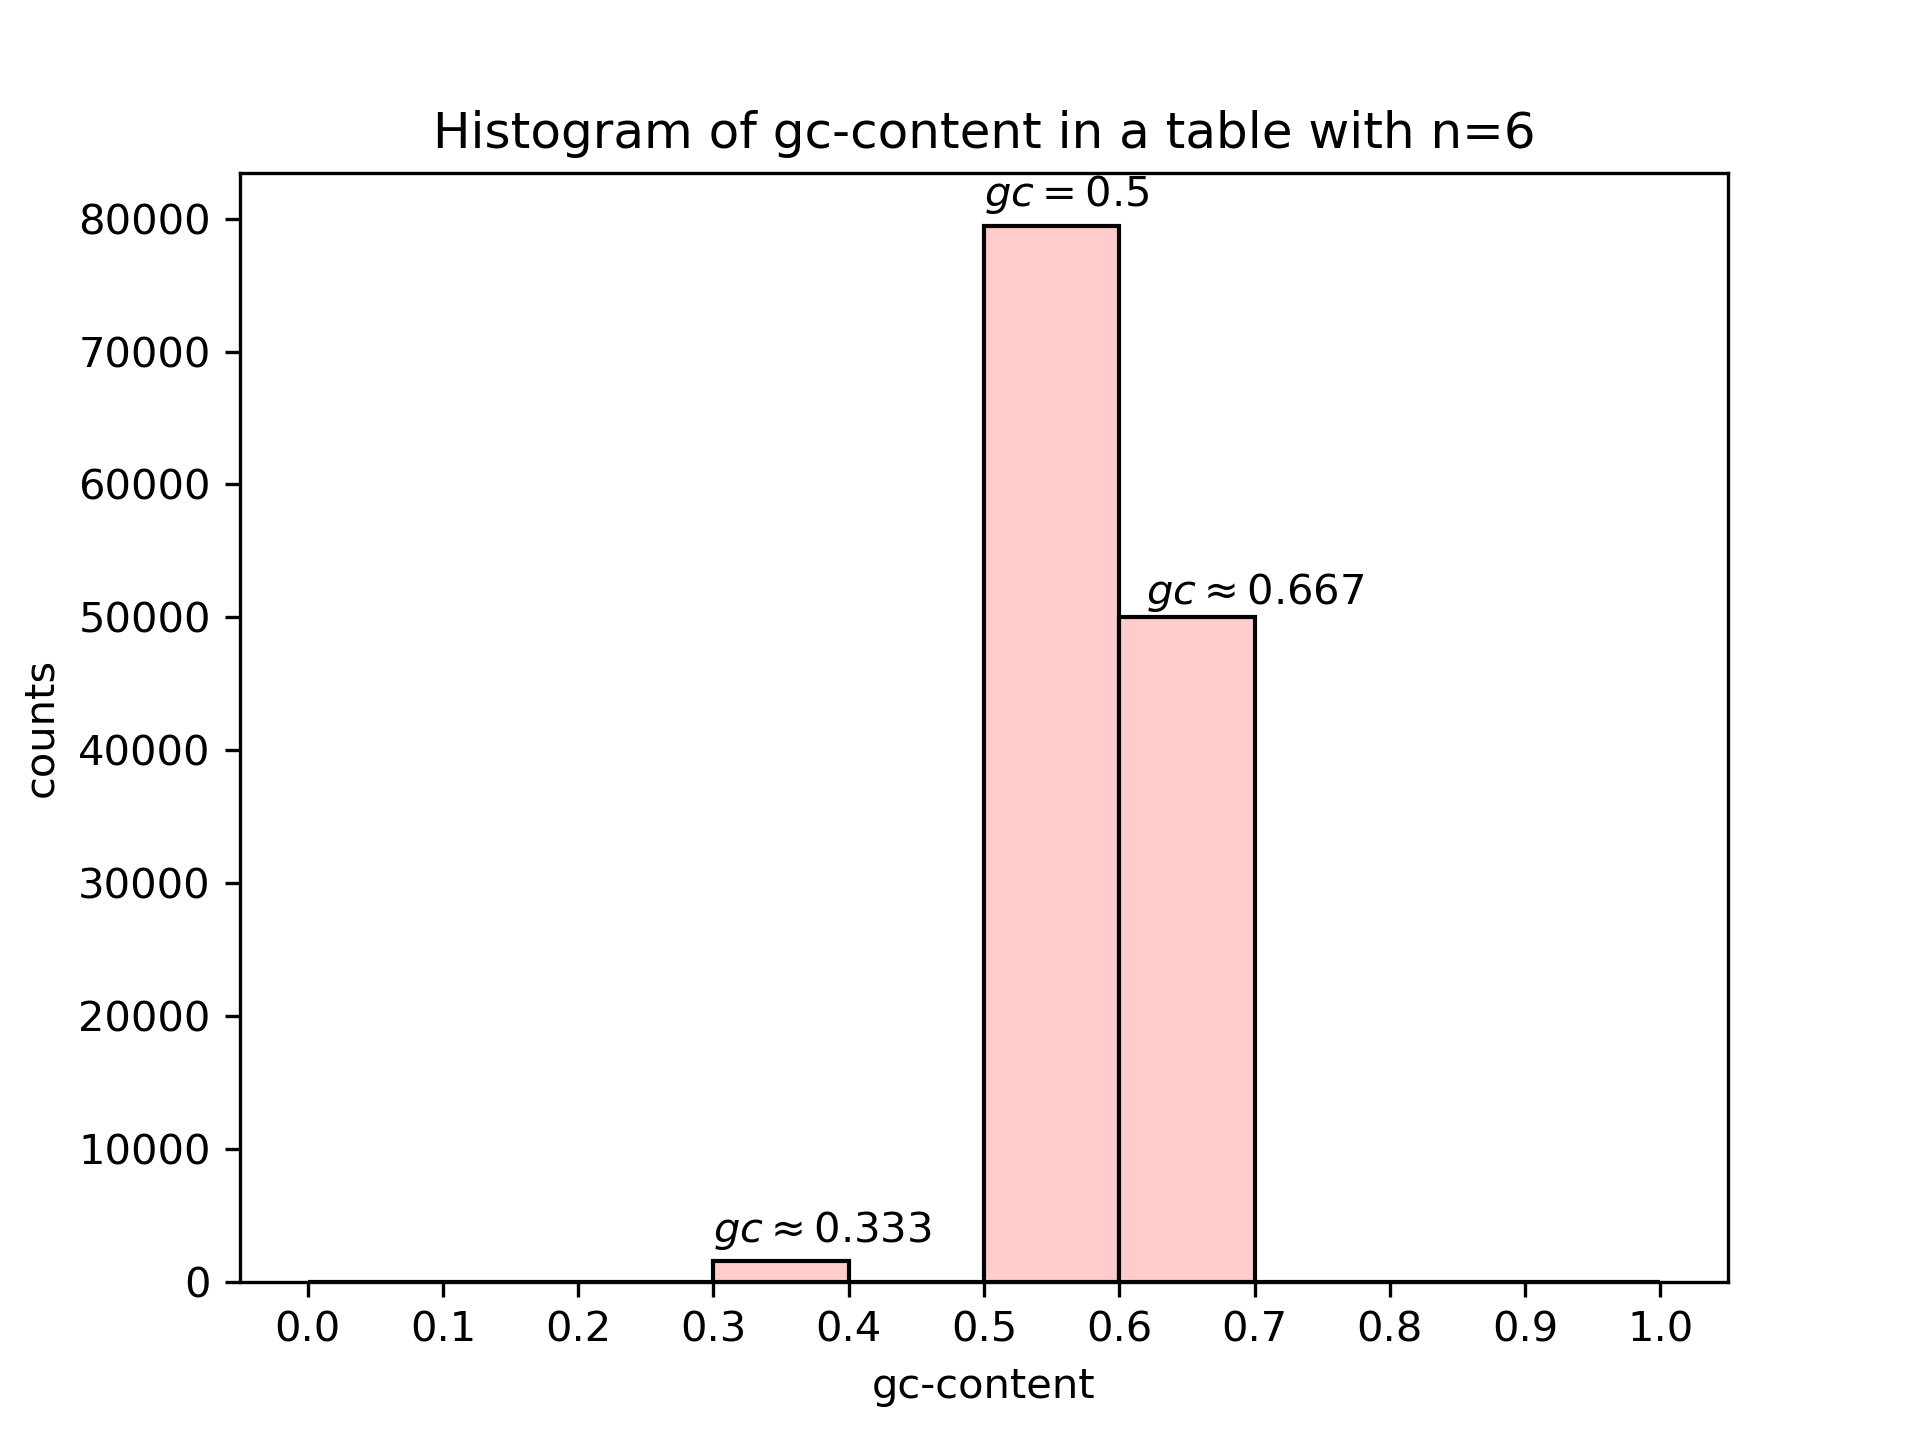 Histogram of gc-content in a table with n=6
gc = 0.5
80000
70000
60000
gc ≈ 0.667
50000
counts
40000
30000
20000
10000
gc ≈ 0.333
0
0.0 0.1 0.2 0.3 0.4 0.5 0.6 0.7 0.8 0.9 1.0
gc-content